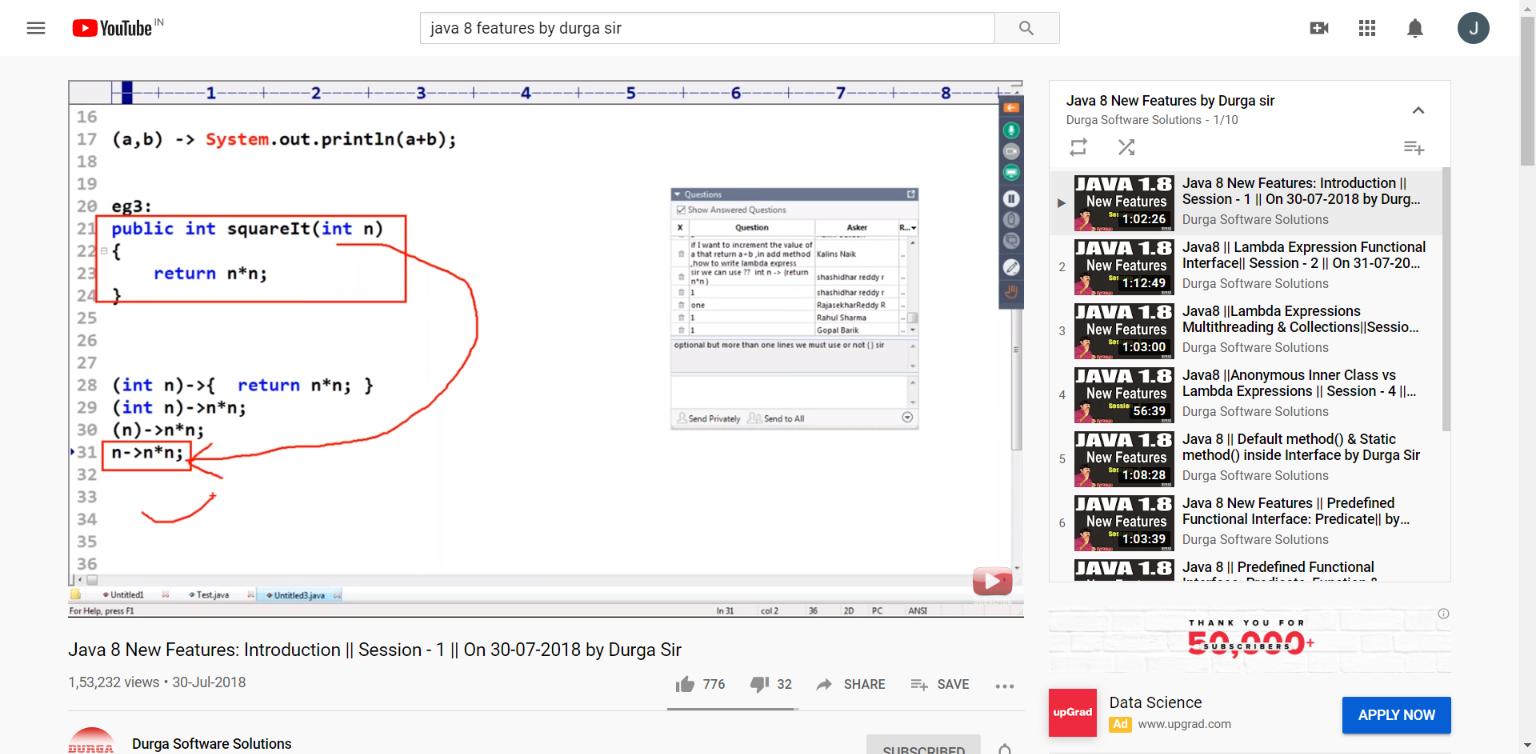 YouTube IN
java 8 features by durga sir
J
1 2 3 4 5 6 7 8
16
17 (a,b) -> System.out.println(a+b);
18
19
20 eg3:
21 public int squareIt(int n)
22 {
23 return n*n;
24 }
25
26
27
28 (int n)->{ return n*n; }
29 (int n)->n*n;
30 (n)->n*n;
31 n->n*n;
32
33
34
35
36
Questions
Show Answered Questions
X Question Asker R...
if I want to increment the value of
a that return a+b ,in add method
,how to write lambda express
Kalins Naik
sir we can use ?? int n -> (return
n*n )
shashidhar reddy r
1 shashidhar reddy r
one RajasekharReddy R
1 Rahul Sharma
1 Gopal Barik
optional but more than one lines we must use or not { } sir
Send Privately Send to All
Untitled1 Test.java Untitled3.java
For Help, press F1 ln 31 col 2 36 2D PC ANSI
Java 8 New Features: Introduction || Session - 1 || On 30-07-2018 by Durga Sir
1,53,232 views • 30-Jul-2018
776 32 SHARE SAVE
DURGA
Durga Software Solutions
SUBSCRIBED
Java 8 New Features by Durga sir
Durga Software Solutions - 1/10
JAVA 1.8
New Features
1:02:26
Java 8 New Features: Introduction ||
Session - 1 || On 30-07-2018 by Durg...
Durga Software Solutions
2
JAVA 1.8
New Features
1:12:49
Java8 || Lambda Expression Functional
Interface|| Session - 2 || On 31-07-20...
Durga Software Solutions
3
JAVA 1.8
New Features
1:03:00
Java8 ||Lambda Expressions
Multithreading & Collections||Sessio...
Durga Software Solutions
4
JAVA 1.8
New Features
Sessio
56:39
Java8 ||Anonymous Inner Class vs
Lambda Expressions || Session - 4 ||...
Durga Software Solutions
5
JAVA 1.8
New Features
1:08:28
Java 8 || Default method() & Static
method() inside Interface by Durga Sir
Durga Software Solutions
6
JAVA 1.8
New Features
1:03:39
Java 8 New Features || Predefined
Functional Interface: Predicate|| by...
Durga Software Solutions
JAVA 1.8
Java 8 || Predefined Functional
Interface: Predicate, Function &
THANK YOU FOR
50,000+
SUBSCRIBERS
upGrad
Data Science
Ad www.upgrad.com
APPLY NOW